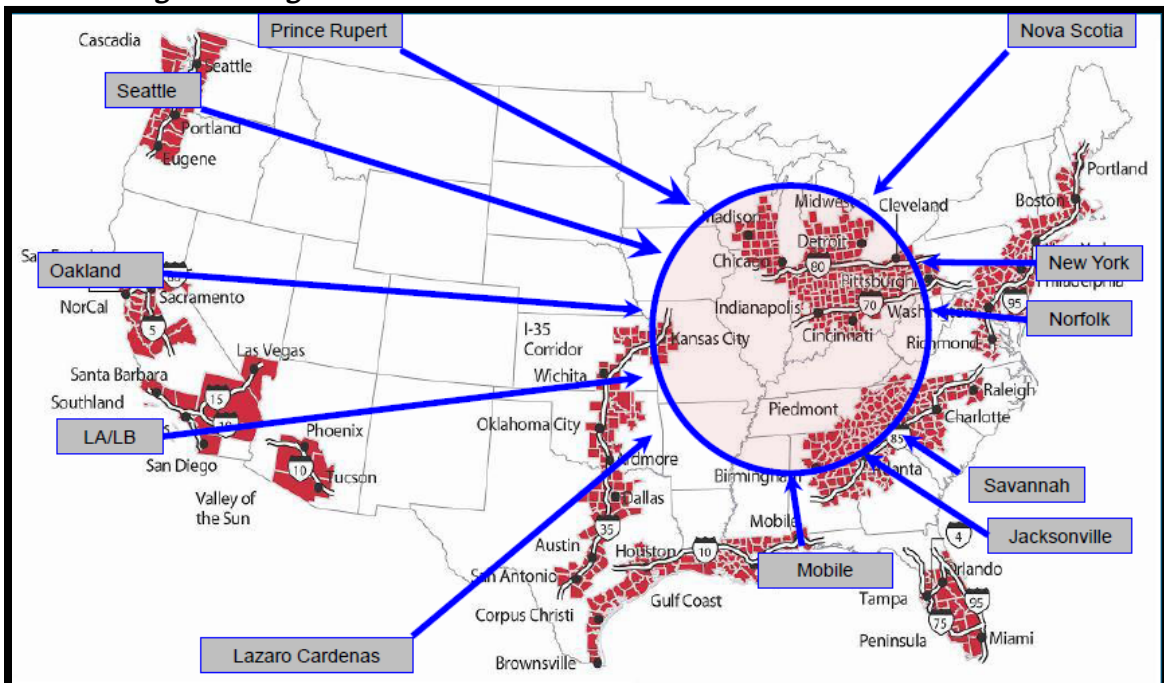 Prince Rupert
Nova Scotia
Cascadia
Seattle
Seattle
Portland
Eugene
Portland
Boston
Midwest
Cleveland
Madison
Detroit
Chicago
80
Pittsburgh
New York
Philadelphia
95
Oakland
Sacramento
NorCal
5
Indianapolis
70
Norfolk
Cincinnati
Richmond
I-35
Corridor
Kansas City
Wichita
Las Vegas
Santa Barbara
Southland
15
10
LA/LB
San Diego
Phoenix
10
Tucson
Valley of
the Sun
Oklahoma City
Ardmore
Dallas
35
Piedmont
Raleigh
Charlotte
85
Atlanta
Birmingham
Savannah
Jacksonville
Mobile
Mobile
Austin
Houston
10
San Antonio
Gulf Coast
Corpus Christi
Brownsville
Lazaro Cardenas
4
Orlando
Tampa
95
75
Peninsula
Miami